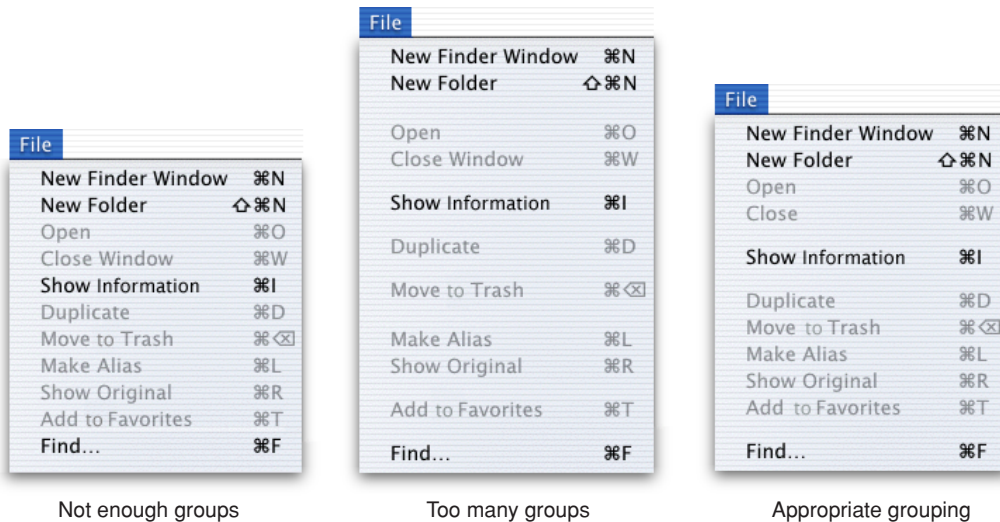 File
New Finder Window ⌘N
New Folder ⇧⌘N
Open ⌘O
Close Window ⌘W
Show Information ⌘I
Duplicate ⌘D
Move to Trash ⌘⌫
Make Alias ⌘L
Show Original ⌘R
Add to Favorites ⌘T
Find... ⌘F
Not enough groups
File
New Finder Window ⌘N
New Folder ⇧⌘N
Open ⌘O
Close Window ⌘W
Show Information ⌘I
Duplicate ⌘D
Move to Trash ⌘⌫
Make Alias ⌘L
Show Original ⌘R
Add to Favorites ⌘T
Find... ⌘F
Too many groups
File
New Finder Window ⌘N
New Folder ⇧⌘N
Open ⌘O
Close ⌘W
Show Information ⌘I
Duplicate ⌘D
Move to Trash ⌘⌫
Make Alias ⌘L
Show Original ⌘R
Add to Favorites ⌘T
Find... ⌘F
Appropriate grouping